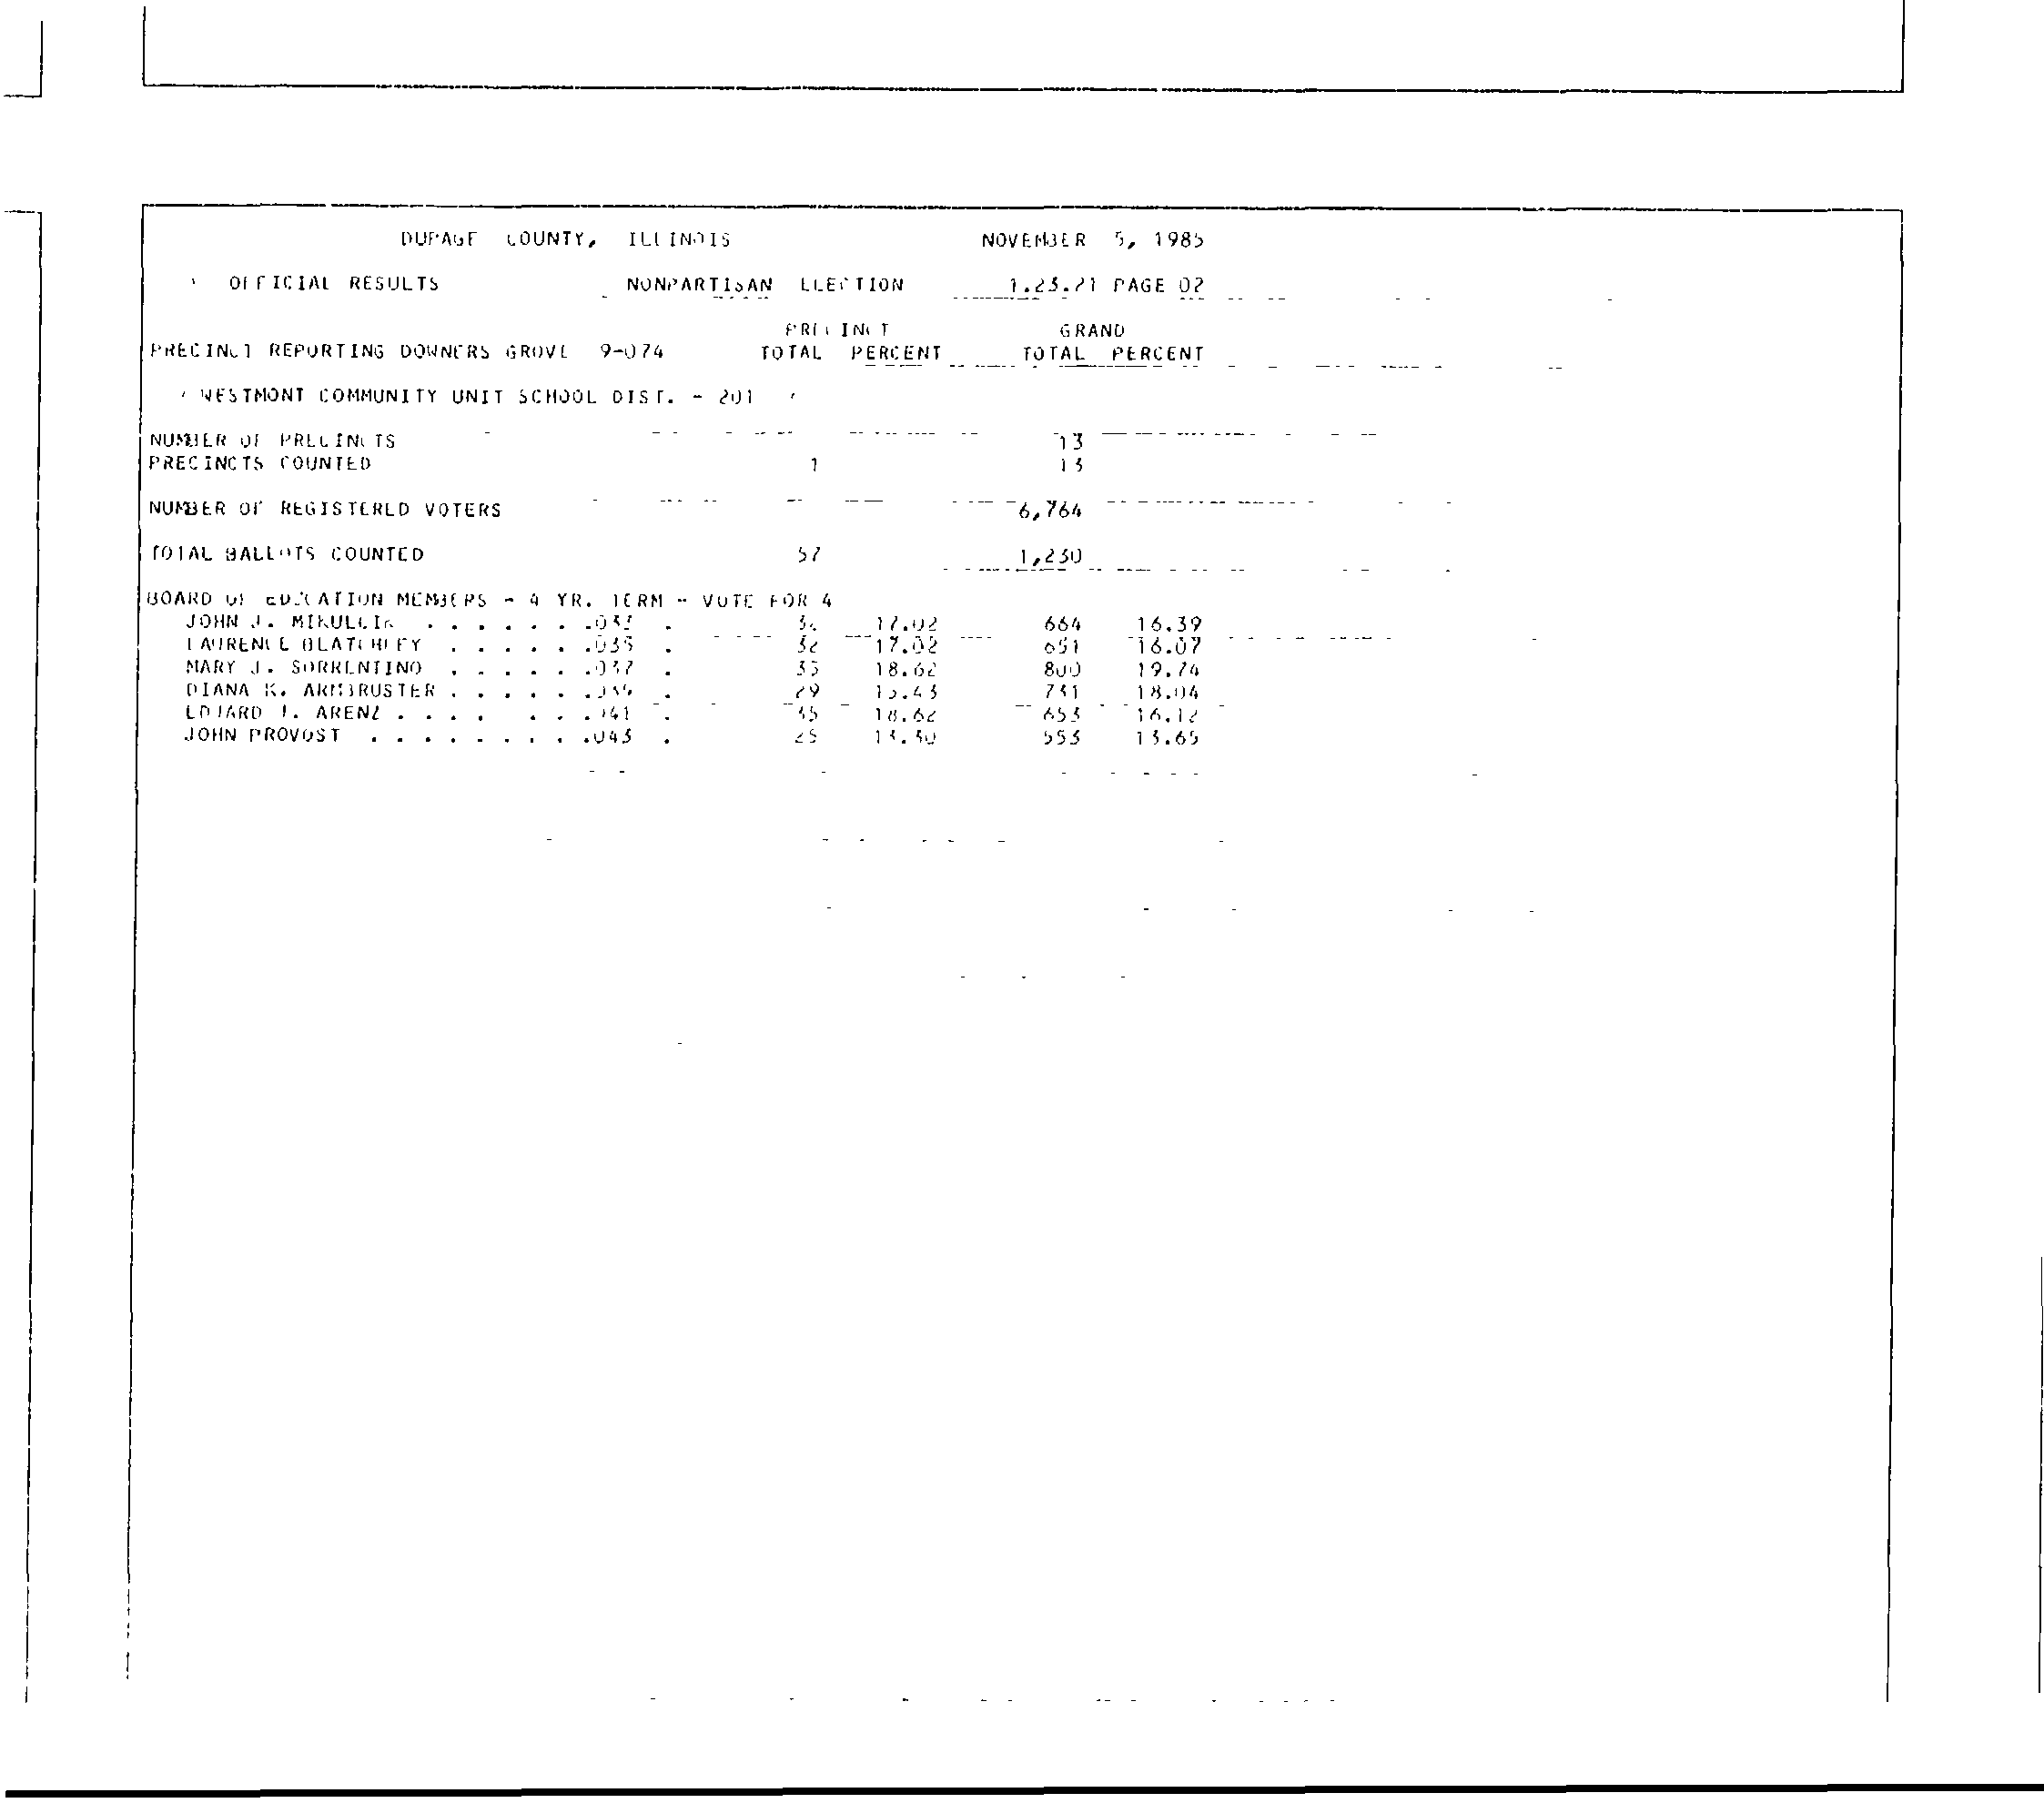 DUPAGE COUNTY, ILLINOIS NOVEMBER 5, 1985
OFFICIAL RESULTS NONPARTISAN ELECTION 1.23.21 PAGE 02
PRECINCT GRAND
PRECINCT REPORTING DOWNERS GROVE 9-074 TOTAL PERCENT TOTAL PERCENT
WESTMONT COMMUNITY UNIT SCHOOL DIST. - 201
NUMBER OF PRECINCTS 13
PRECINCTS COUNTED 1 13
NUMBER OF REGISTERED VOTERS 6,764
TOTAL BALLOTS COUNTED 57 1,230
BOARD OF EDUCATION MEMBERS - 4 YR. TERM - VOTE FOR 4
JOHN J. . . . . . . .033 . 32 17.02 664 16.39
LAURENCE BLATCHLEY . . . . . .035 . 32 17.02 651 16.07
MARY J. SORRENTINO . . . . . .037 . 35 18.62 800 19.74
DIANA K. ARMBRUSTER . . . . . .039 . 29 15.43 731 18.04
EDWARD J. ARENZ . . . . . . .041 . 35 18.62 653 16.12
JOHN PROVOST . . . . . . . . .043 . 25 13.30 553 13.65